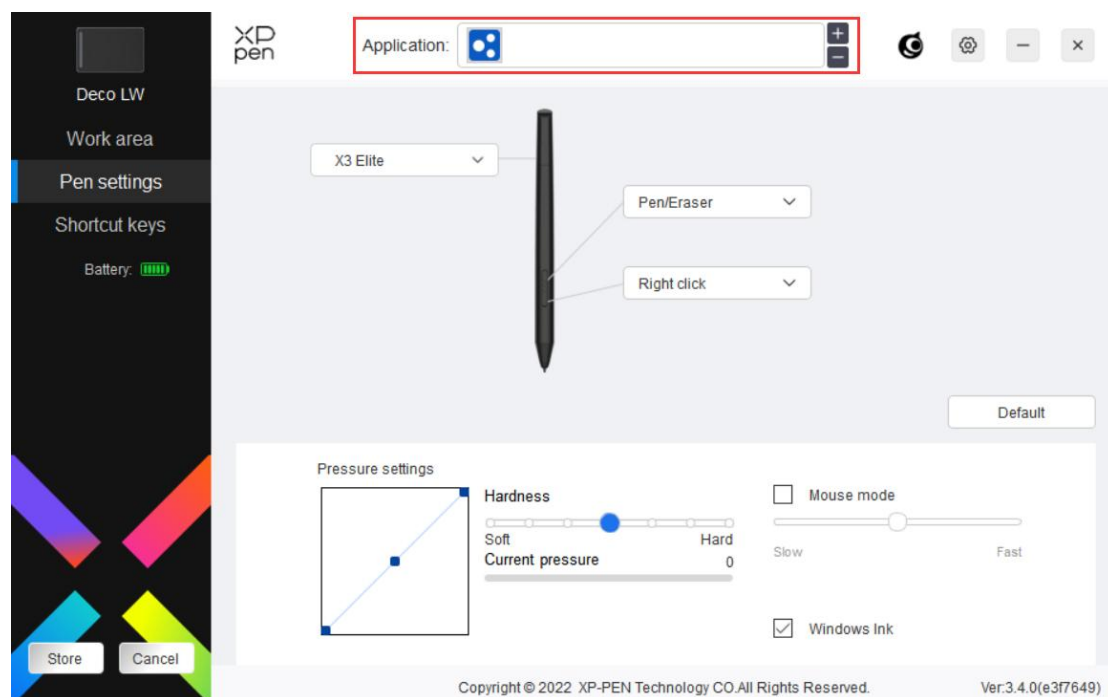 XP
pen
Application:
+
−
Deco LW
Work area
Pen settings
Shortcut keys
Battery:
X3 Elite
Pen/Eraser
Right click
Default
Pressure settings
Hardness
Soft Hard
Current pressure 0
Mouse mode
Slow Fast
Windows Ink
Store Cancel
Copyright © 2022 XP-PEN Technology CO.All Rights Reserved. Ver:3.4.0(e3f7649)